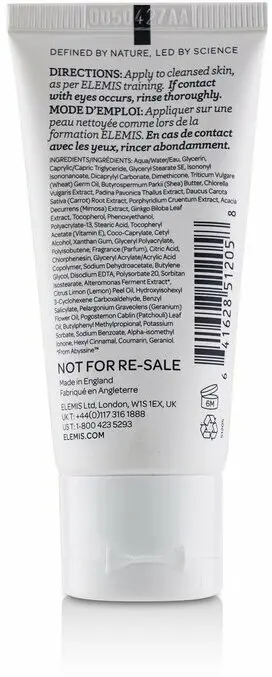 0050427AA
DEFINED BY NATURE, LED BY SCIENCE
DIRECTIONS: Apply to cleansed skin,
as per ELEMIS training. If contact
with eyes occurs, rinse thoroughly.
MODE D'EMPLOI: Appliquer sur une
peau nettoyée comme lors de la
formation ELEMIS. En cas de contact
avec les yeux, rincer abondamment.
INGREDIENTS/INGRÉDIENTS: Aqua/Water/Eau, Glycerin,
Caprylic/Capric Triglyceride, Glyceryl Stearate SE, Isononyl
Isononanoate, Dicaprylyl Carbonate, Dimethicone, Triticum Vulgare
(Wheat) Germ Oil, Butyrospermum Parkii (Shea) Butter, Chlorella
Vulgaris Extract, Padina Pavonica Thallus Extract, Daucus Carota
Sativa (Carrot) Root Extract, Porphyridium Cruentum Extract, Acacia
Decurrens (Mimosa) Extract, Ginkgo Biloba Leaf
Extract, Tocopherol, Phenoxyethanol,
Polyacrylate-13, Stearic Acid, Tocopheryl
Acetate (Vitamin E), Coco-Caprylate, Cetyl
Alcohol, Xanthan Gum, Glyceryl Polyacrylate,
Polyisobutene, Fragrance (Parfum), Citric Acid,
Chlorphenesin, Glyceryl Acrylate/Acrylic Acid
Copolymer, Sodium Dehydroacetate, Butylene
Glycol, Disodium EDTA, Polysorbate 20, Sorbitan
Isostearate, Alteromonas Ferment Extract*,
Citrus Limon (Lemon) Peel Oil, Hydroxyisohexyl
3-Cyclohexene Carboxaldehyde, Benzyl
Salicylate, Pelargonium Graveolens (Geranium)
Flower Oil, Pogostemon Cablin (Patchouli) Leaf
Oil, Butylphenyl Methylpropional, Potassium
Sorbate, Sodium Benzoate, Alpha-isomethyl
Ionone, Hexyl Cinnamal, Coumarin, Geraniol.
*From Abyssine™
6 41628 51205 8
NOT FOR RE-SALE
Made in England
Fabriqué en Angleterre
6M
ELEMIS Ltd, London, W1S 1EX, UK
UK T: +44(0)117 316 1888
US T: 1-800 423 5293
ELEMIS.COM